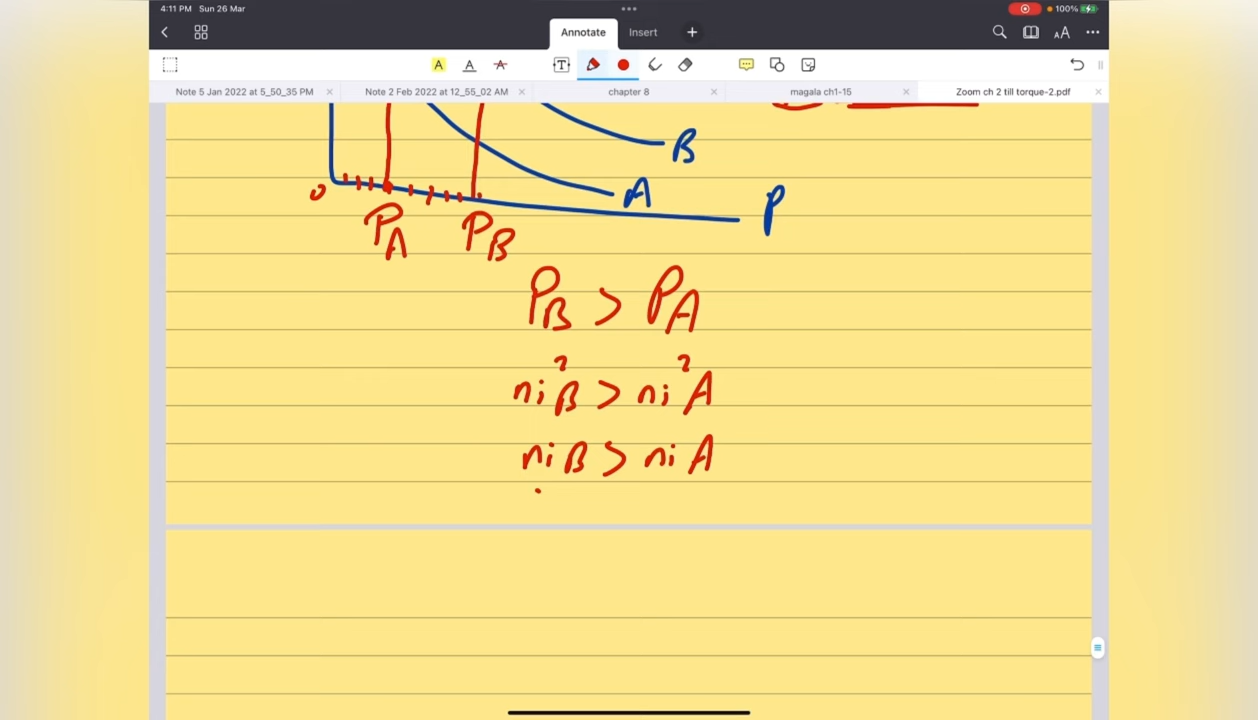 4:11 PM Sun 26 Mar
100%
Annotate Insert +
AA
A A A T
Note 5 Jan 2022 at 5_50_35 PM
Note 2 Feb 2022 at 12_55_02 AM
chapter 8
magala ch1-15
Zoom ch 2 till torque-2.pdf
B
A
P
0
PA PB
PB > PA
ni²B > ni²A
niB > niA